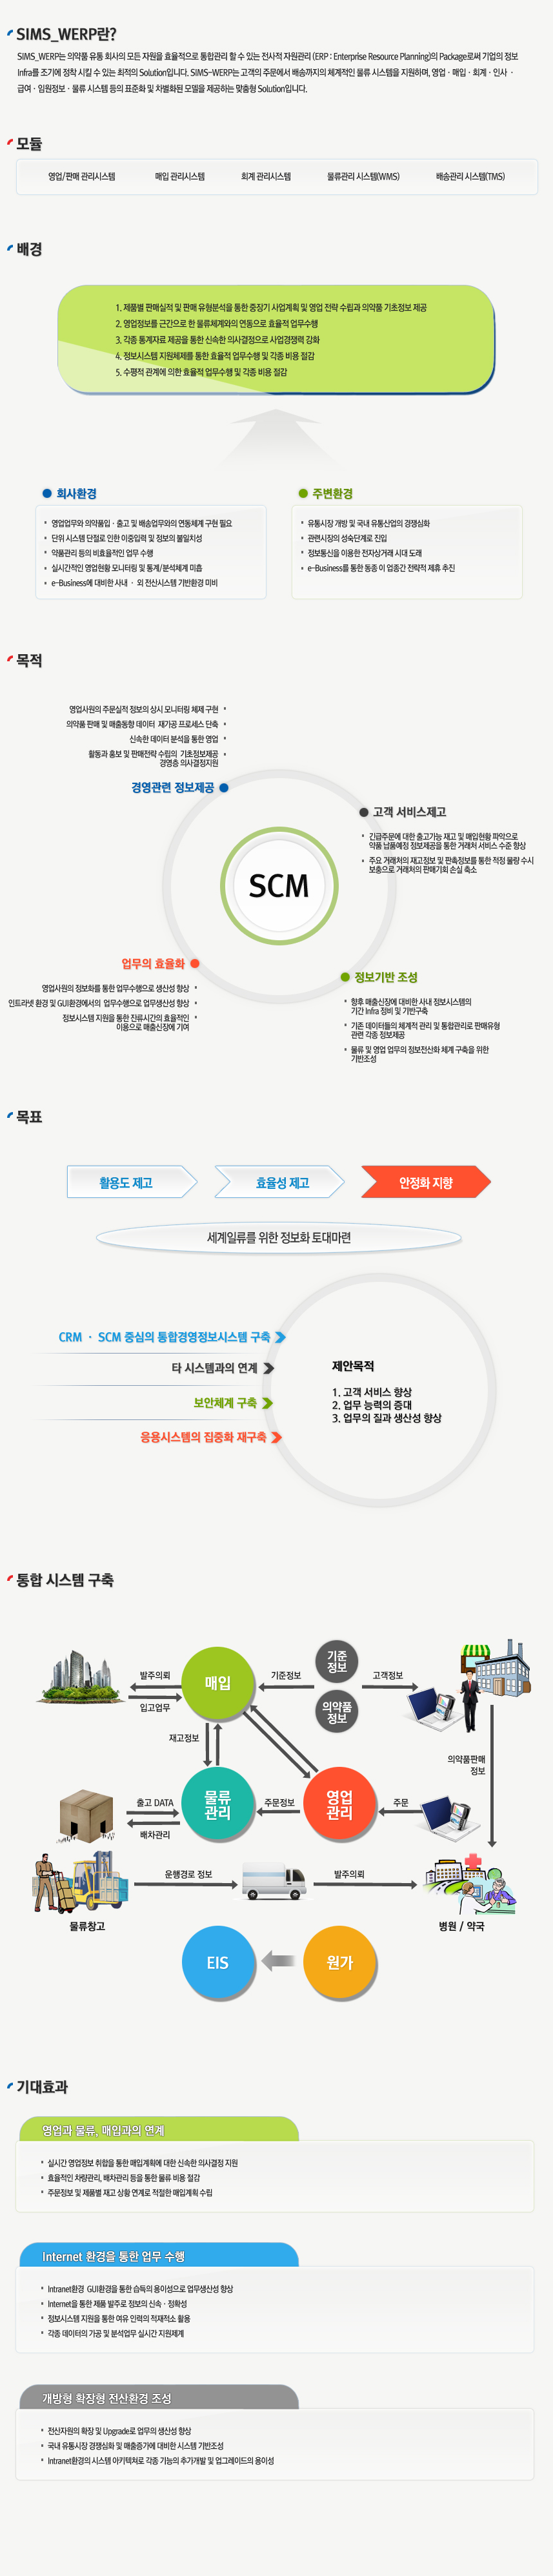 SIMS_WERP란?
SIMS_WERP는 의약품 유통 회사의 모든 자원을 효율적으로 통합관리 할 수 있는 전사적 자원관리 (ERP : Enterprise Resource Planning)의 Package로써 기업의 정보
Infra를 조기에 정착 시킬 수 있는 최적의 Solution입니다. SIMS-WERP는 고객의 주문에서 배송까지의 체계적인 물류 시스템을 지원하며, 영업 · 매입 · 회계 · 인사 ·
급여 · 임원정보 · 물류 시스템 등의 표준화 및 차별화된 모델을 제공하는 맞춤형 Solution입니다.
모듈
영업/판매 관리시스템
매입 관리시스템
회계 관리시스템
물류관리 시스템(WMS)
배송관리 시스템(TMS)
배경
1. 제품별 판매실적 및 판매 유형분석을 통한 중장기 사업계획 및 영업 전략 수립과 의약품 기초정보 제공
2. 영업정보를 근간으로 한 물류체계와의 연동으로 효율적 업무수행
3. 각종 통계자료 제공을 통한 신속한 의사결정으로 사업경쟁력 강화
4. 정보시스템 지원체제를 통한 효율적 업무수행 및 각종 비용 절감
5. 수평적 관계에 의한 효율적 업무수행 및 각종 비용 절감
회사환경
영업업무와 의약품입 · 출고 및 배송업무와의 연동체계 구현 필요
단위 시스템 단절로 인한 이중입력 및 정보의 불일치성
약품관리 등의 비효율적인 업무 수행
실시간적인 영업현황 모니터링 및 통계/분석체계 미흡
e-Business에 대비한 사내 · 외 전산시스템 기반환경 미비
주변환경
유통시장 개방 및 국내 유통산업의 경쟁심화
관련시장의 성숙단계로 진입
정보통신을 이용한 전자상거래 시대 도래
e-Business를 통한 동종 이 업종간 전략적 제휴 추진
목적
영업사원의 주문실적 정보의 상시 모니터링 체제 구현
의약품 판매 및 매출동향 데이터 재가공 프로세스 단축
신속한 데이터 분석을 통한 영업
활동과 홍보 및 판매전략 수립의 기초정보제공
경영층 의사결정지원
경영관련 정보제공
고객 서비스제고
긴급주문에 대한 출고가능 재고 및 매입현황 파악으로
약품 납품예정 정보제공을 통한 거래처 서비스 수준 향상
주요 거래처의 재고정보 및 판촉정보를 통한 적정 물량 수시
보충으로 거래처의 판매기회 손실 축소
SCM
업무의 효율화
영업사원의 정보화를 통한 업무수행으로 생산성 향상
인트라넷 환경 및 GUI환경에서의 업무수행으로 업무생산성 향상
정보시스템 지원을 통한 잔류시간의 효율적인
이용으로 매출신장에 기여
정보기반 조성
향후 매출신장에 대비한 사내 정보시스템의
기간 Infra 정비 및 기반구축
기존 데이터들의 체계적 관리 및 통합관리로 판매유형
관련 각종 정보제공
물류 및 영업 업무의 정보전산화 체계 구축을 위한
기반조성
목표
활용도 제고
효율성 제고
안정화 지향
세계일류를 위한 정보화 토대마련
CRM · SCM 중심의 통합경영정보시스템 구축
타 시스템과의 연계
보안체계 구축
응용시스템의 집중화 재구축
제안목적
1. 고객 서비스 향상
2. 업무 능력의 증대
3. 업무의 질과 생산성 향상
통합 시스템 구축
발주의뢰
입고업무
매입
기준정보
기준
정보
의약품
정보
고객정보
재고정보
의약품판매
정보
출고 DATA
배차관리
물류
관리
주문정보
영업
관리
주문
운행경로 정보
발주의뢰
물류창고
병원 / 약국
EIS
원가
기대효과
영업과 물류, 매입과의 연계
실시간 영업정보 취합을 통한 매입계획에 대한 신속한 의사결정 지원
효율적인 차량관리, 배차관리 등을 통한 물류 비용 절감
주문정보 및 제품별 재고 상황 연계로 적절한 매입계획 수립
Internet 환경을 통한 업무 수행
Intranet환경 GUI환경을 통한 습득의 용이성으로 업무생산성 향상
Internet을 통한 제품 발주로 정보의 신속 · 정확성
정보시스템 지원을 통한 여유 인력의 적재적소 활용
각종 데이터의 가공 및 분석업무 실시간 지원체계
개방형 확장형 전산환경 조성
전산자원의 확장 및 Upgrade로 업무의 생산성 향상
국내 유통시장 경쟁심화 및 매출증가에 대비한 시스템 기반조성
Intranet환경의 시스템 아키텍쳐로 각종 기능의 추가개발 및 업그레이드의 용이성